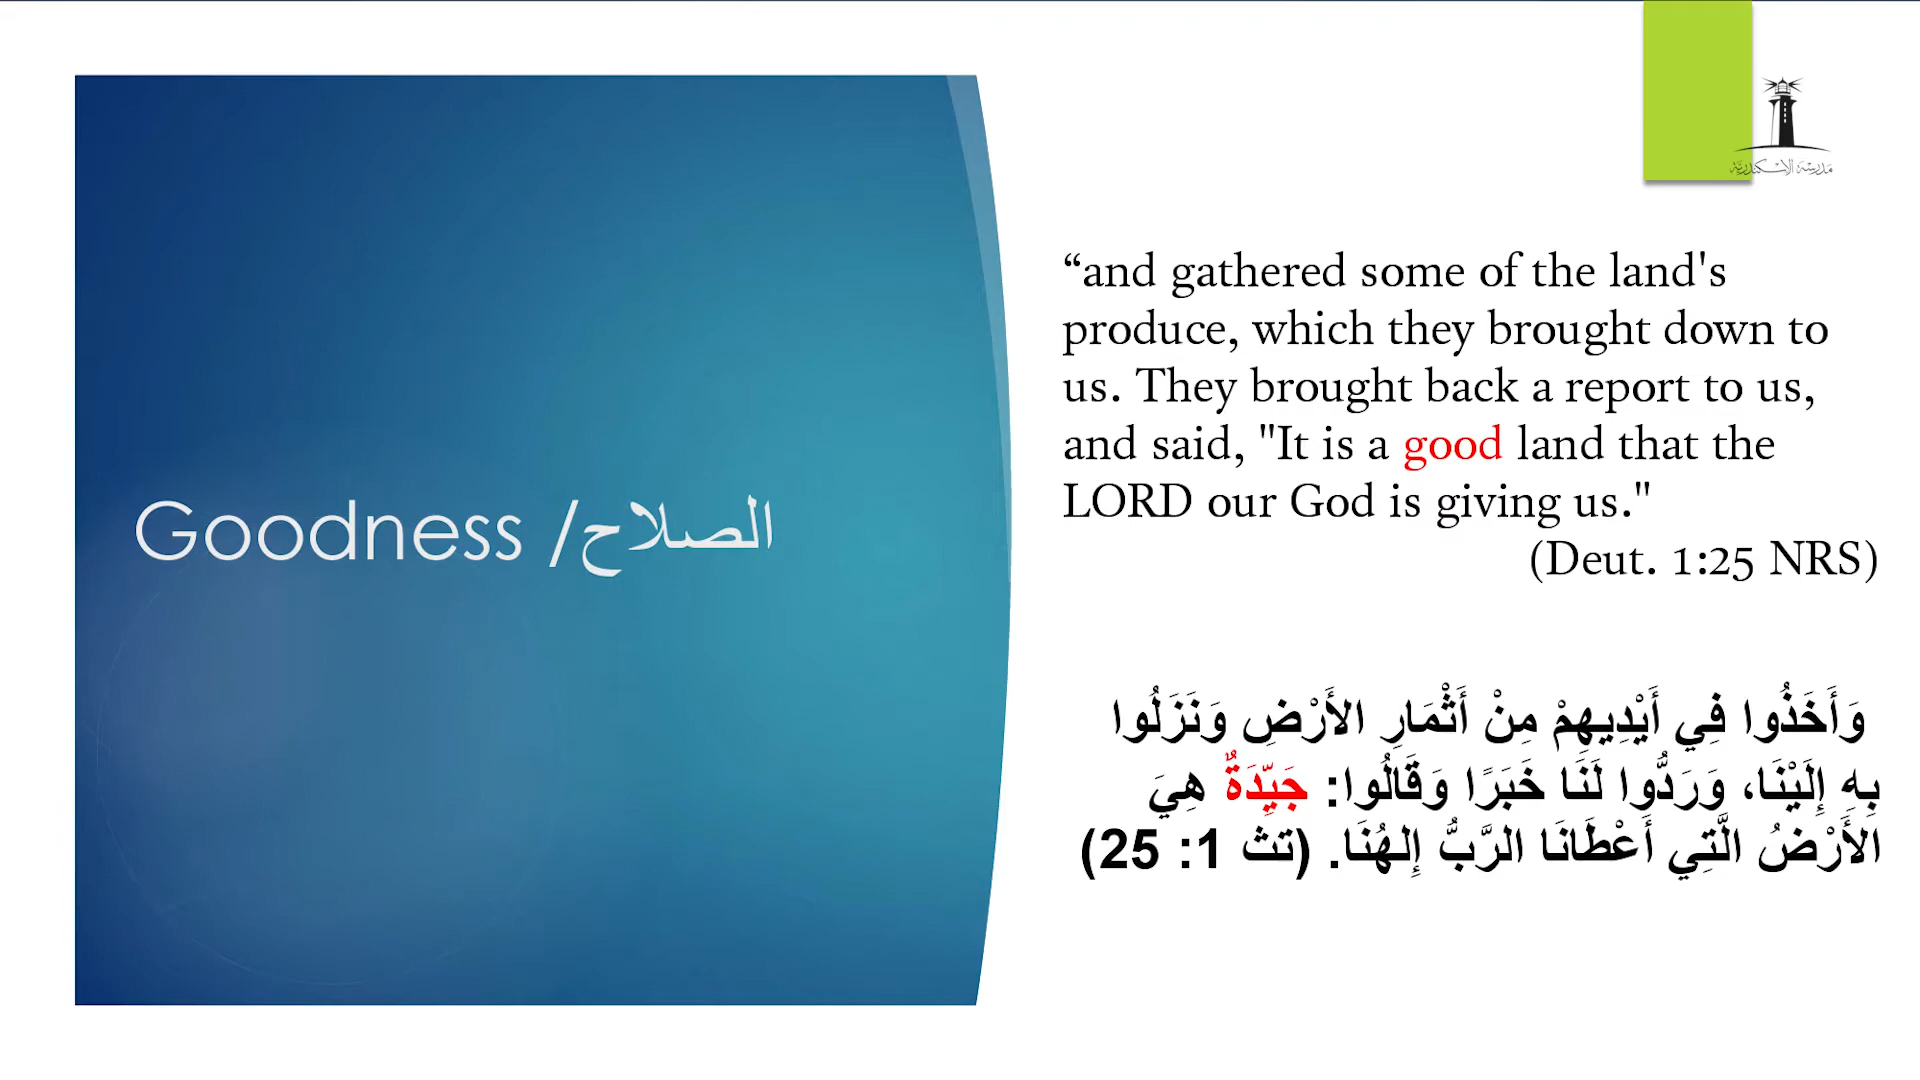 مدرسة الإسكندرية
Goodness /الصلاح
“and gathered some of the land's
produce, which they brought down to
us. They brought back a report to us,
and said, "It is a good land that the
LORD our God is giving us."
(Deut. 1:25 NRS)
وَأَخَذُوا فِي أَيْدِيهِمْ مِنْ أَثْمَارِ الأَرْضِ وَنَزَلُوا
بِهِ إِلَيْنَا، وَرَدُّوا لَنَا خَبَرًا وَقَالُوا: جَيِّدَةٌ هِيَ
الأَرْضُ الَّتِي أَعْطَانَا الرَّبُّ إِلهُنَا. (تث 1: 25)